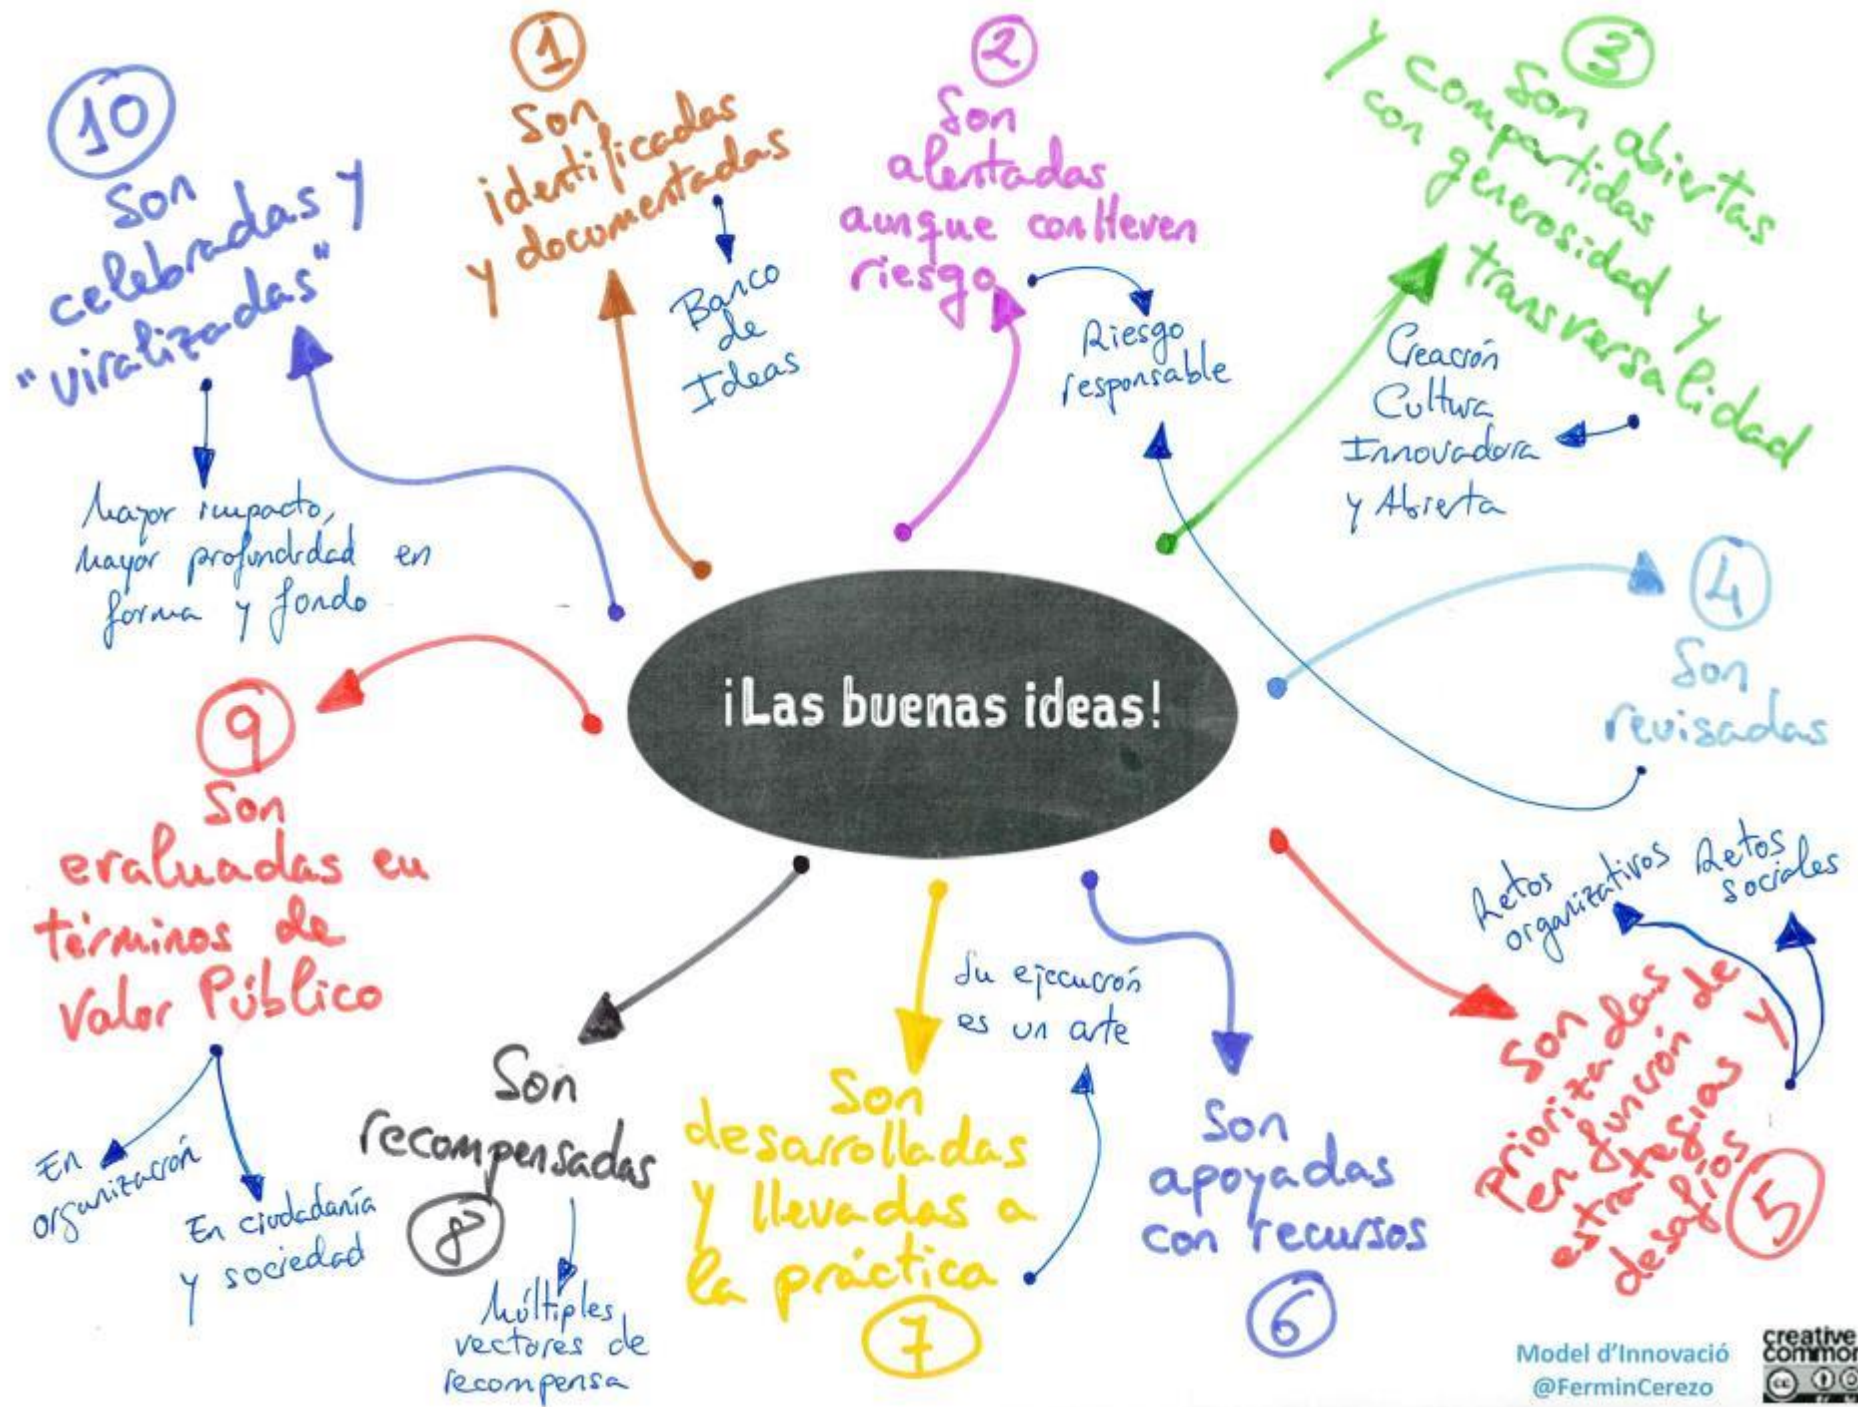 ¡Las buenas ideas!
1
Son
identificadas
y documentadas
Banco
de
Ideas
2
Son
alentadas
aunque conlleven
riesgo
Riesgo
responsable
3
Son abiertas
y compartidas
con generosidad y
transversalidad
Creación
Cultura
Innovadora
y Abierta
4
Son
revisadas
5
Son
priorizadas
en función de
estrategias y
desafíos
Retos
organizativos
Retos
sociales
6
Son
apoyadas
con recursos
7
Son
desarrolladas
y llevadas a
la práctica
Su ejecución
es un arte
8
Son
recompensadas
Múltiples
vectores de
recompensa
9
Son
evaluadas en
términos de
Valor Público
En
organización
En ciudadanía
y sociedad
10
Son
celebradas y
"viralizadas"
Mayor impacto,
Mayor profundidad en
forma y fondo
Model d'Innovació
@FerminCerezo
creative
common
cc